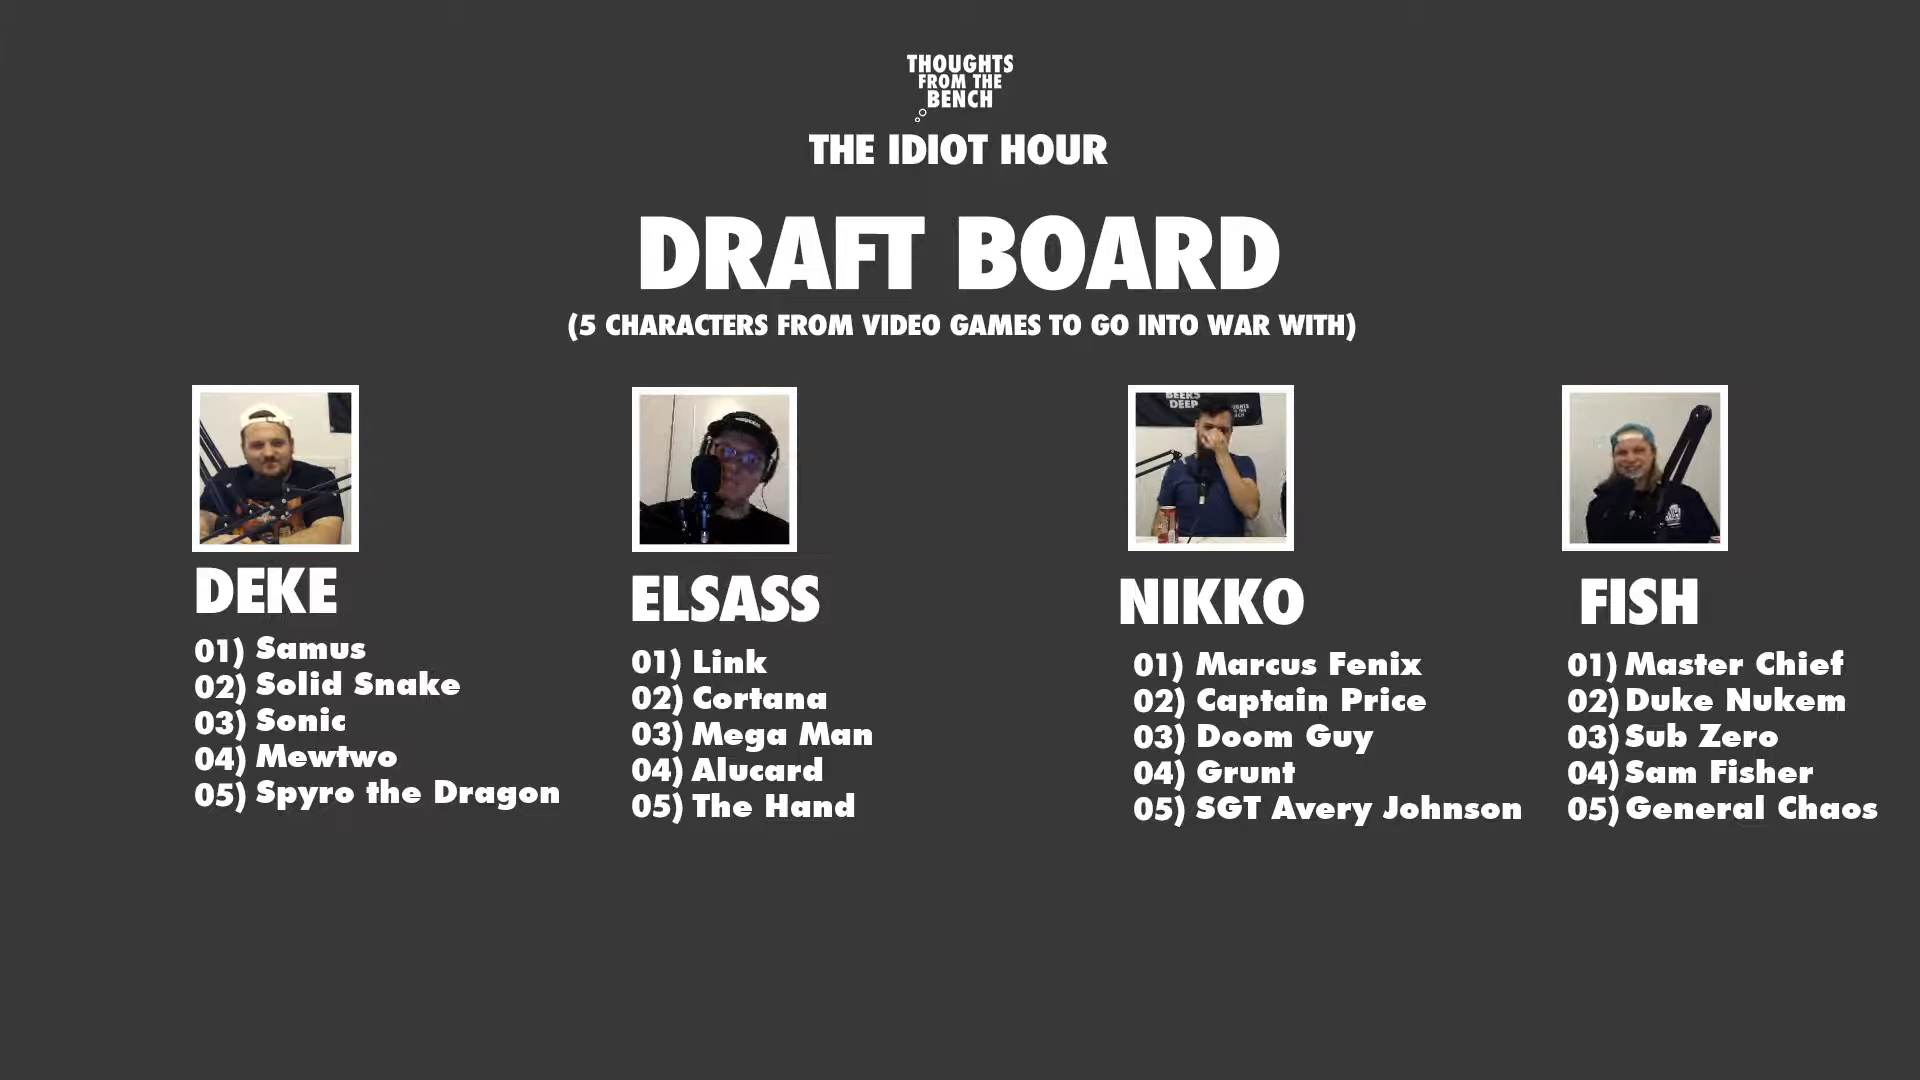 THOUGHTS
FROM THE
BENCH
THE IDIOT HOUR
DRAFT BOARD
(5 CHARACTERS FROM VIDEO GAMES TO GO INTO WAR WITH)
BEERS
DEEP
DEKE
01) Samus
02) Solid Snake
03) Sonic
04) Mewtwo
05) Spyro the Dragon
ELSASS
01) Link
02) Cortana
03) Mega Man
04) Alucard
05) The Hand
NIKKO
01) Marcus Fenix
02) Captain Price
03) Doom Guy
04) Grunt
05) SGT Avery Johnson
FISH
01) Master Chief
02) Duke Nukem
03) Sub Zero
04) Sam Fisher
05) General Chaos